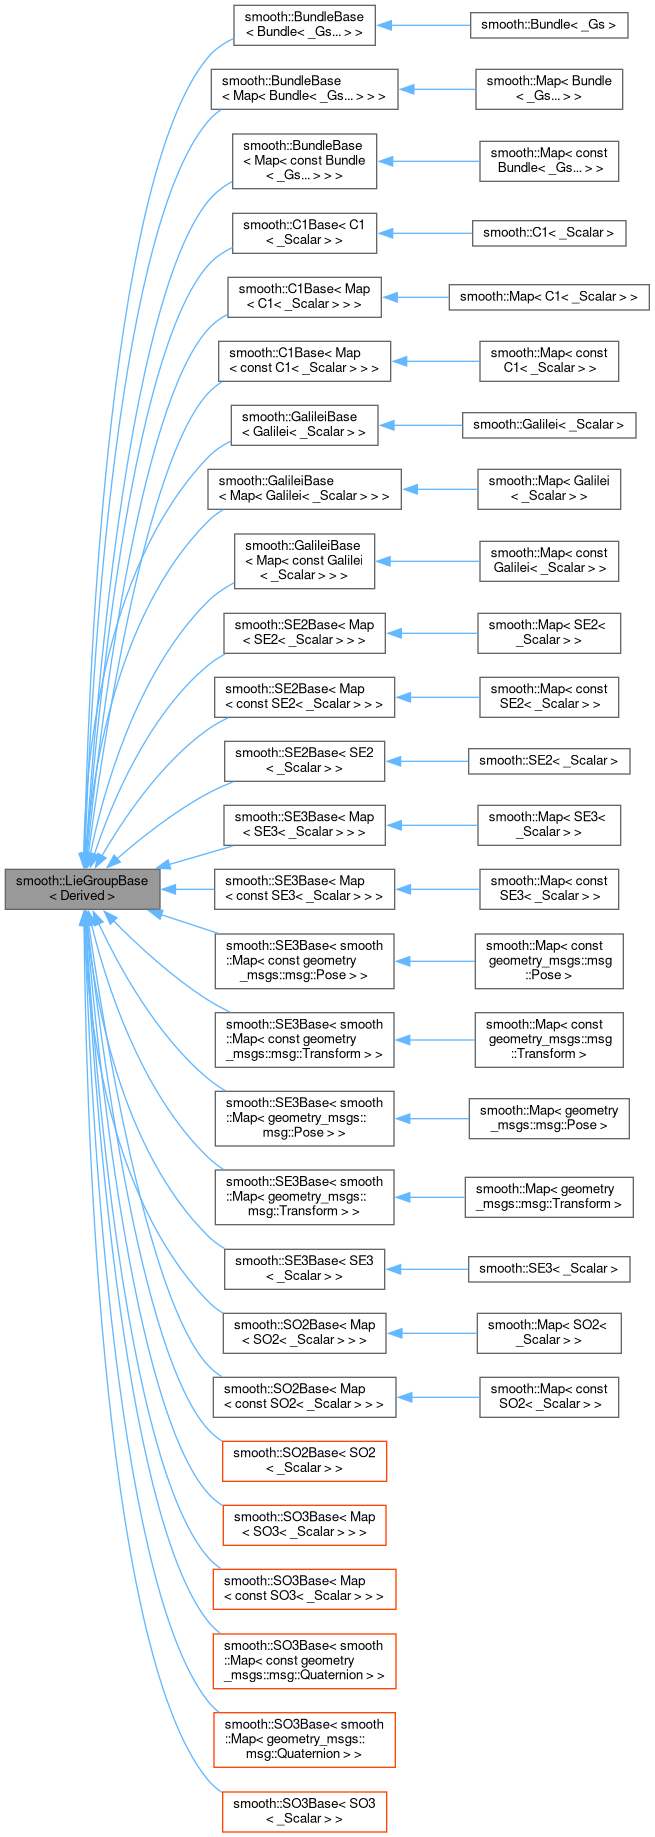 smooth::BundleBase
< Bundle< _Gs... > >
smooth::Bundle< _Gs >
smooth::BundleBase
< Map< Bundle< _Gs... > > >
smooth::Map< Bundle
< _Gs... > >
smooth::BundleBase
< Map< const Bundle
< _Gs... > > >
smooth::Map< const
Bundle< _Gs... > >
smooth::C1Base< C1
< _Scalar > >
smooth::C1< _Scalar >
smooth::C1Base< Map
< C1< _Scalar > > >
smooth::Map< C1< _Scalar > >
smooth::C1Base< Map
< const C1< _Scalar > > >
smooth::Map< const
C1< _Scalar > >
smooth::GalileiBase
< Galilei< _Scalar > >
smooth::Galilei< _Scalar >
smooth::GalileiBase
< Map< Galilei< _Scalar > > >
smooth::Map< Galilei
< _Scalar > >
smooth::GalileiBase
< Map< const Galilei
< _Scalar > > >
smooth::Map< const
Galilei< _Scalar > >
smooth::SE2Base< Map
< SE2< _Scalar > > >
smooth::Map< SE2<
_Scalar > >
smooth::SE2Base< Map
< const SE2< _Scalar > > >
smooth::Map< const
SE2< _Scalar > >
smooth::SE2Base< SE2
< _Scalar > >
smooth::SE2< _Scalar >
smooth::SE3Base< Map
< SE3< _Scalar > > >
smooth::Map< SE3<
_Scalar > >
smooth::LieGroupBase
< Derived >
smooth::SE3Base< Map
< const SE3< _Scalar > > >
smooth::Map< const
SE3< _Scalar > >
smooth::SE3Base< smooth
::Map< const geometry
_msgs::msg::Pose > >
smooth::Map< const
geometry_msgs::msg
::Pose >
smooth::SE3Base< smooth
::Map< const geometry
_msgs::msg::Transform > >
smooth::Map< const
geometry_msgs::msg
::Transform >
smooth::SE3Base< smooth
::Map< geometry_msgs::
msg::Pose > >
smooth::Map< geometry
_msgs::msg::Pose >
smooth::SE3Base< smooth
::Map< geometry_msgs::
msg::Transform > >
smooth::Map< geometry
_msgs::msg::Transform >
smooth::SE3Base< SE3
< _Scalar > >
smooth::SE3< _Scalar >
smooth::SO2Base< Map
< SO2< _Scalar > > >
smooth::Map< SO2<
_Scalar > >
smooth::SO2Base< Map
< const SO2< _Scalar > > >
smooth::Map< const
SO2< _Scalar > >
smooth::SO2Base< SO2
< _Scalar > >
smooth::SO3Base< Map
< SO3< _Scalar > > >
smooth::SO3Base< Map
< const SO3< _Scalar > > >
smooth::SO3Base< smooth
::Map< const geometry
_msgs::msg::Quaternion > >
smooth::SO3Base< smooth
::Map< geometry_msgs::
msg::Quaternion > >
smooth::SO3Base< SO3
< _Scalar > >